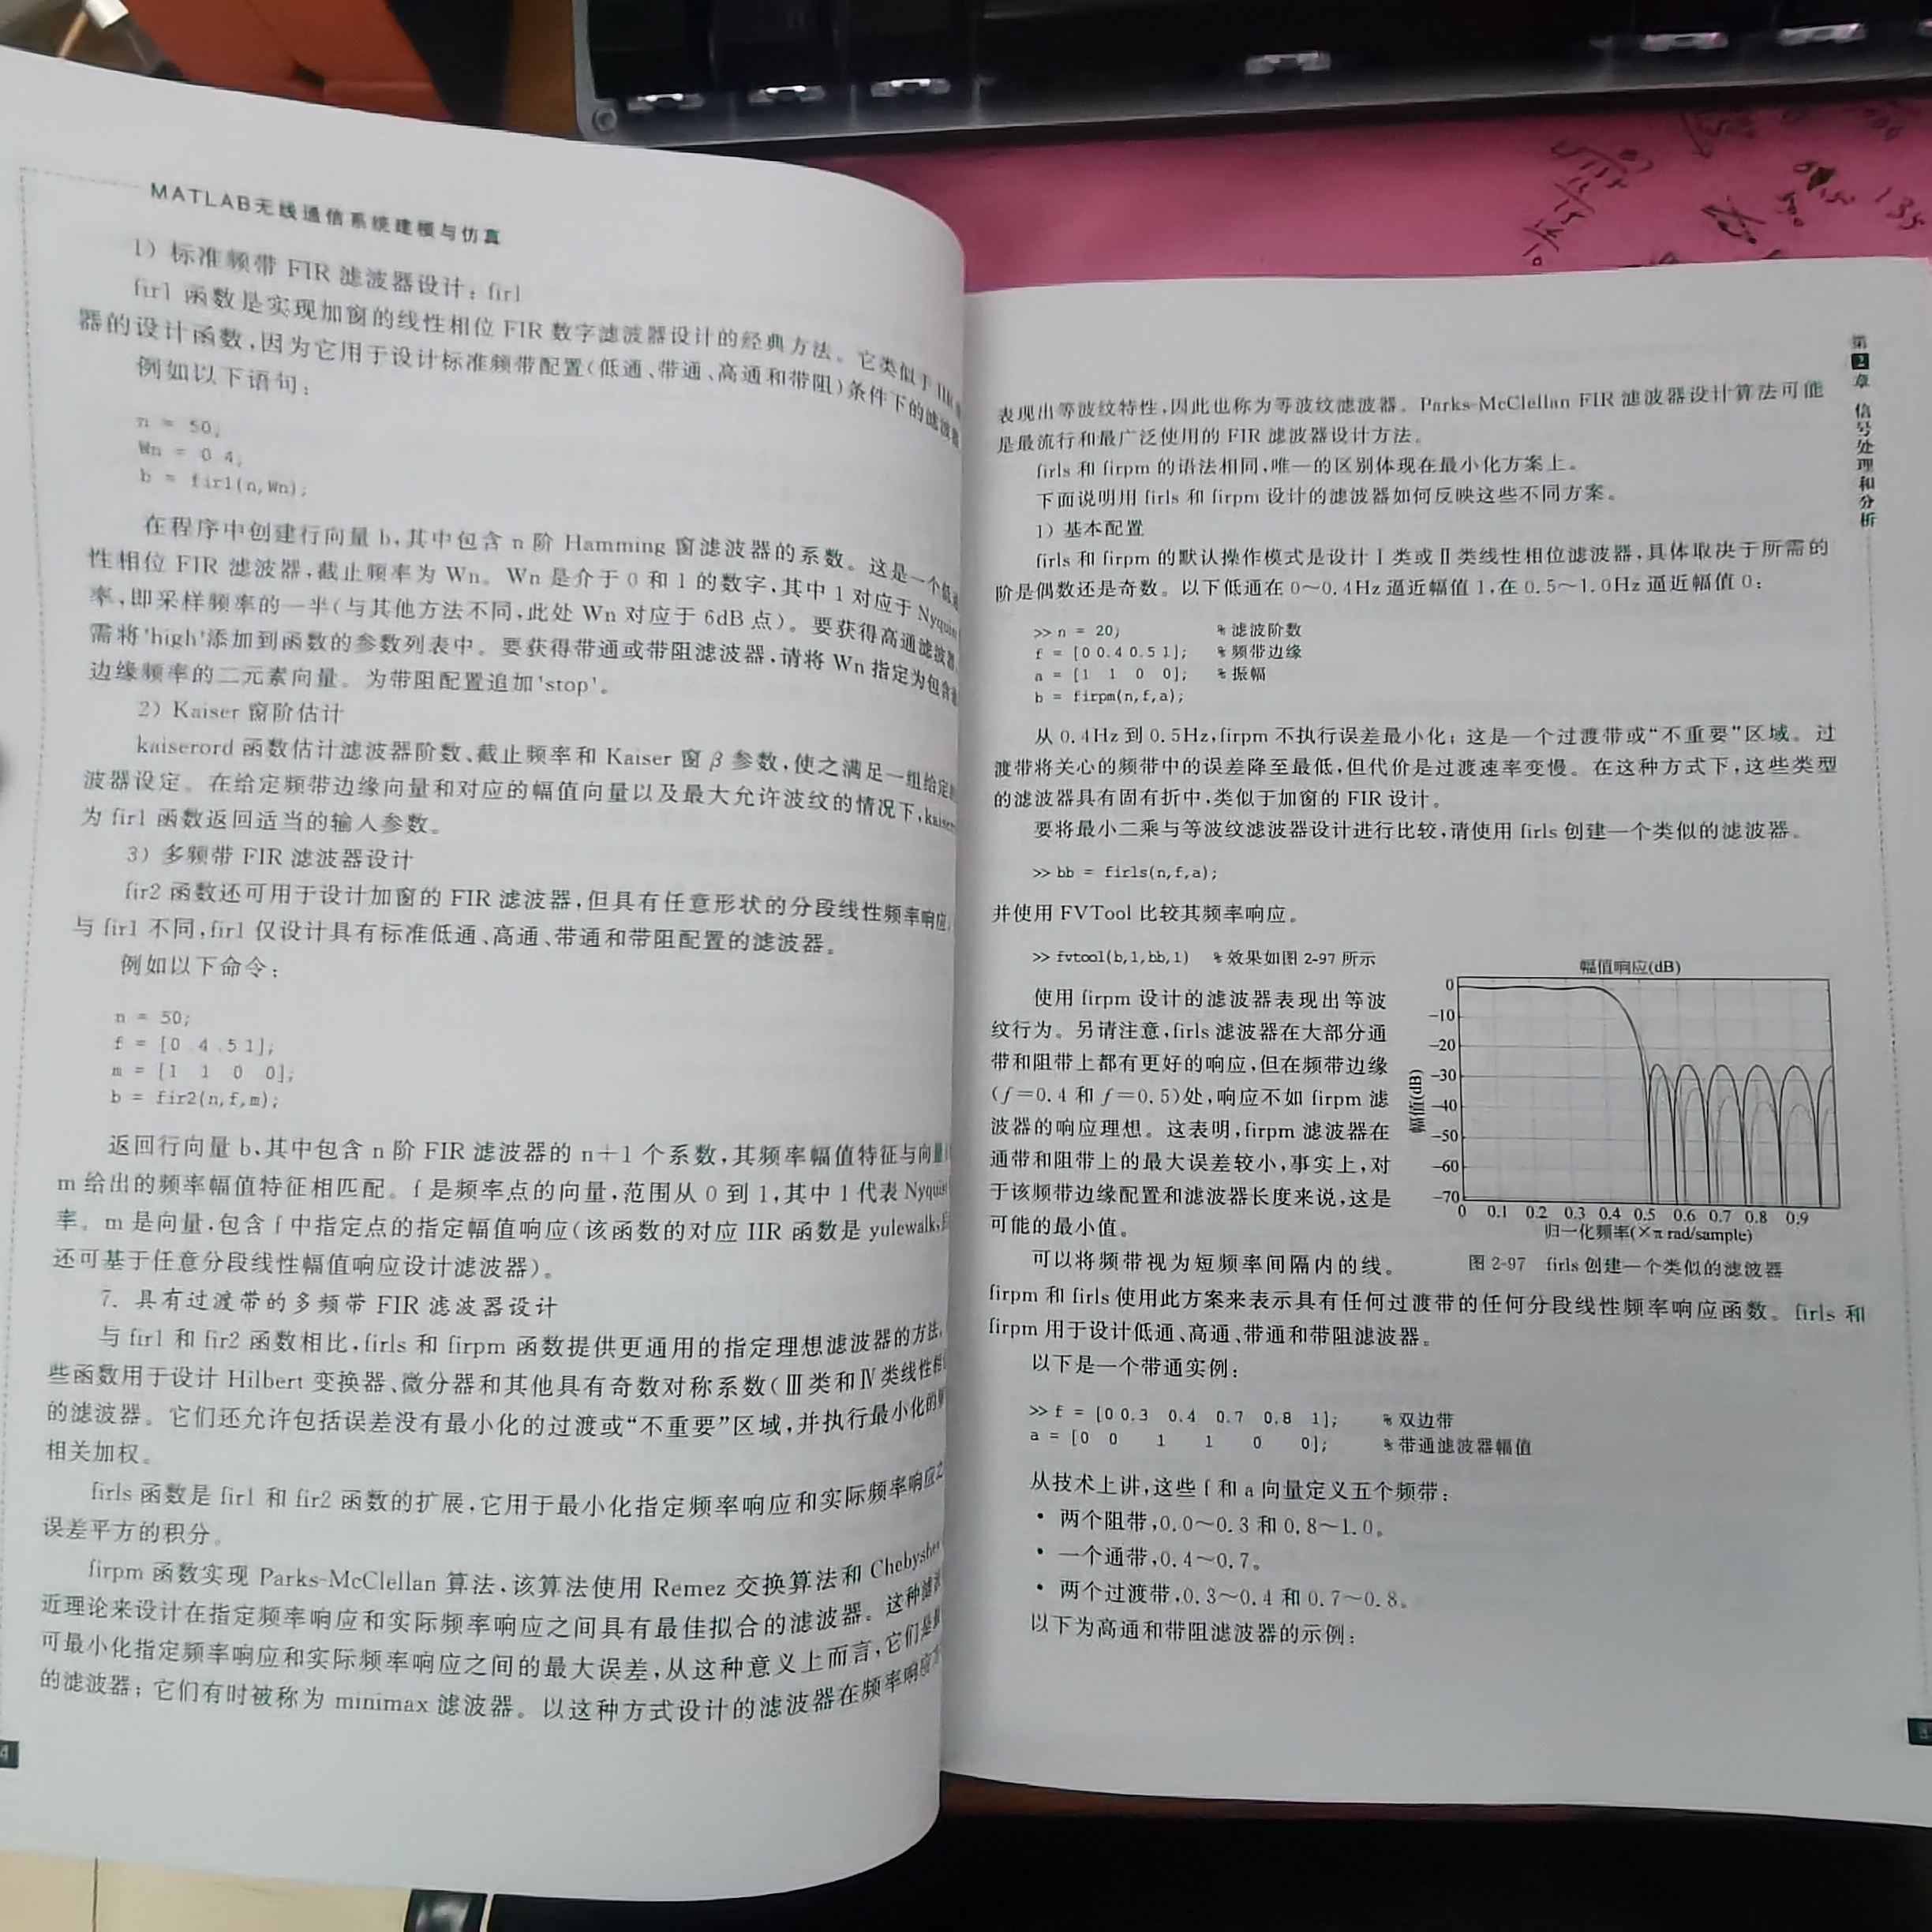 MATLAB无线通信系统建模与仿真
1) 标准频带 FIR 滤波器设计: fir1
fir1 函数是实现加窗的线性相位 FIR 数字滤波器设计的经典方法。它类似于 IIR
器的设计函数,因为它用于设计标准频带配置(低通、带通、高通和带阻)条件下的滤波器
例如以下语句:
n = 50;
Wn = 0.4;
b = fir1(n,Wn);
在程序中创建行向量 b,其中包含 n 阶 Hamming 窗滤波器的系数。这是一个低通
性相位 FIR 滤波器,截止频率为 Wn。Wn 是介于 0 和 1 的数字,其中 1 对应于 Nyquist
率,即采样频率的一半(与其他方法不同,此处 Wn 对应于 6dB 点)。要获得高通滤波器
需将'high'添加到函数的参数列表中。要获得带通或带阻滤波器,请将 Wn 指定为包含
边缘频率的二元素向量。为带阻配置追加'stop'。
2) Kaiser 窗阶估计
kaiserord 函数估计滤波器阶数、截止频率和 Kaiser 窗 β 参数,使之满足一组给定
波器设定。在给定频带边缘向量和对应的幅值向量以及最大允许波纹的情况下,kaiser
为 fir1 函数返回适当的输入参数。
3) 多频带 FIR 滤波器设计
fir2 函数还可用于设计加窗的 FIR 滤波器,但具有任意形状的分段线性频率响应
与 fir1 不同,fir1 仅设计具有标准低通、高通、带通和带阻配置的滤波器。
例如以下命令:
n = 50;
f = [0 .4 .5 1];
m = [1 1 0 0];
b = fir2(n,f,m);
返回行向量 b,其中包含 n 阶 FIR 滤波器的 n+1 个系数,其频率幅值特征与向量
m 给出的频率幅值特征相匹配。f 是频率点的向量,范围从 0 到 1,其中 1 代表 Nyquist
率。m 是向量,包含 f 中指定点的指定幅值响应(该函数的对应 IIR 函数是 yulewalk,
还可基于任意分段线性幅值响应设计滤波器)。
7. 具有过渡带的多频带 FIR 滤波器设计
与 fir1 和 fir2 函数相比,firls 和 firpm 函数提供更通用的指定理想滤波器的方法,
些函数用于设计 Hilbert 变换器、微分器和其他具有奇数对称系数(Ⅲ类和Ⅳ类线性相
的滤波器。它们还允许包括误差没有最小化的过渡或“不重要”区域,并执行最小化的
相关加权。
firls 函数是 fir1 和 fir2 函数的扩展,它用于最小化指定频率响应和实际频率响应之
误差平方的积分。
firpm 函数实现 Parks-McClellan 算法,该算法使用 Remez 交换算法和 Chebyshev
近理论来设计在指定频率响应和实际频率响应之间具有最佳拟合的滤波器。这种滤波
可最小化指定频率响应和实际频率响应之间的最大误差,从这种意义上而言,它们是
的滤波器;它们有时被称为 minimax 滤波器。以这种方式设计的滤波器在频率响应
4
第2章 信号处理和分析
表现出等波纹特性,因此也称为等波纹滤波器。Parks-McClellan FIR 滤波器设计算法可能
是最流行和最广泛使用的 FIR 滤波器设计方法。
firls 和 firpm 的语法相同,唯一的区别体现在最小化方案上。
下面说明用 firls 和 firpm 设计的滤波器如何反映这些不同方案。
1) 基本配置
firls 和 firpm 的默认操作模式是设计Ⅰ类或Ⅱ类线性相位滤波器,具体取决于所需的
阶是偶数还是奇数。以下低通在 0~0.4Hz 逼近幅值 1,在 0.5~1.0Hz 逼近幅值 0:
>> n = 20; % 滤波阶数
f = [0 0.4 0.5 1]; % 频带边缘
a = [1 1 0 0]; % 振幅
b = firpm(n,f,a);
从 0.4Hz 到 0.5Hz,firpm 不执行误差最小化;这是一个过渡带或“不重要”区域。过
渡带将关心的频带中的误差降至最低,但代价是过渡速率变慢。在这种方式下,这些类型
的滤波器具有固有折中,类似于加窗的 FIR 设计。
要将最小二乘与等波纹滤波器设计进行比较,请使用 firls 创建一个类似的滤波器。
>> bb = firls(n,f,a);
并使用 FVTool 比较其频率响应。
>> fvtool(b,1,bb,1) % 效果如图 2-97 所示
使用 firpm 设计的滤波器表现出等波
纹行为。另请注意,firls 滤波器在大部分通
带和阻带上都有更好的响应,但在频带边缘
(f=0.4 和 f=0.5)处,响应不如 firpm 滤
波器的响应理想。这表明,firpm 滤波器在
通带和阻带上的最大误差较小,事实上,对
于该频带边缘配置和滤波器长度来说,这是
可能的最小值。
幅值响应(dB)
幅值(dB)
0
-10
-20
-30
-40
-50
-60
-70
0 0.1 0.2 0.3 0.4 0.5 0.6 0.7 0.8 0.9
归一化频率(×π rad/sample)
图 2-97 firls 创建一个类似的滤波器
可以将频带视为短频率间隔内的线。
firpm 和 firls 使用此方案来表示具有任何过渡带的任何分段线性频率响应函数。firls 和
firpm 用于设计低通、高通、带通和带阻滤波器。
以下是一个带通实例:
>> f = [0 0.3 0.4 0.7 0.8 1]; % 双边带
a = [0 0 1 1 0 0]; % 带通滤波器幅值
从技术上讲,这些 f 和 a 向量定义五个频带:
• 两个阻带,0.0~0.3 和 0.8~1.0。
• 一个通带,0.4~0.7。
• 两个过渡带,0.3~0.4 和 0.7~0.8。
以下为高通和带阻滤波器的示例: